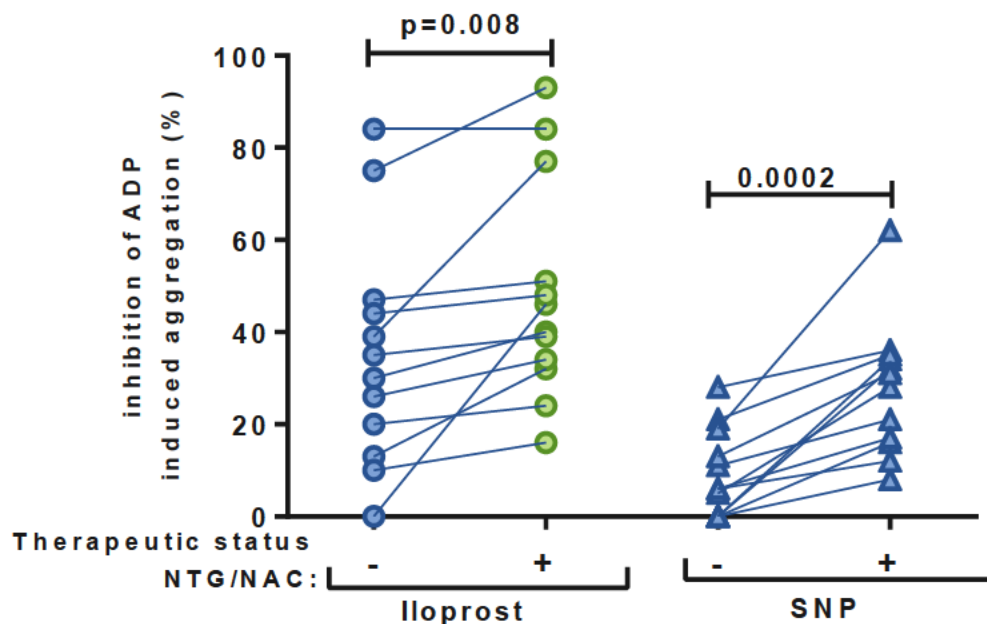 p=0.008
100
80
60
40
20
0
inhibition of ADP
induced aggregation (%)
0.0002
Therapeutic status
NTG/NAC:
- + - +
Iloprost SNP